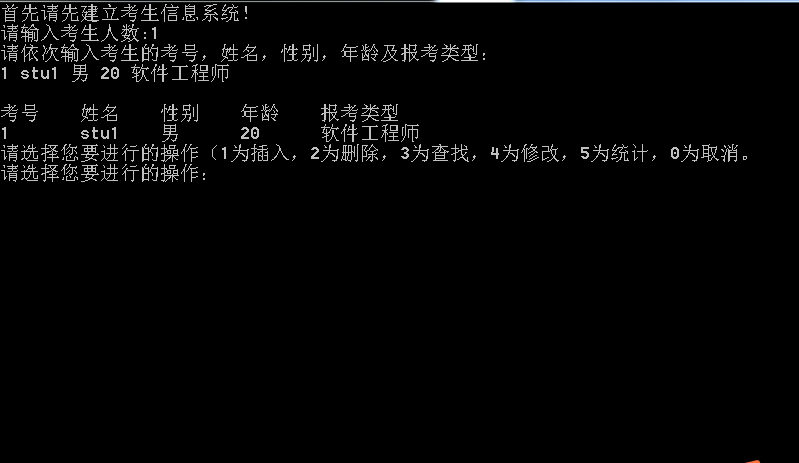 首先请先建立考生信息系统!
请输入考生人数:1
请依次输入考生的考号，姓名，性别，年龄及报考类型:
1 stu1 男 20 软件工程师
考号 姓名 性别 年龄 报考类型
1 stu1 男 20 软件工程师
请选择您要进行的操作（1为插入，2为删除，3为查找，4为修改，5为统计，0为取消。
请选择您要进行的操作: